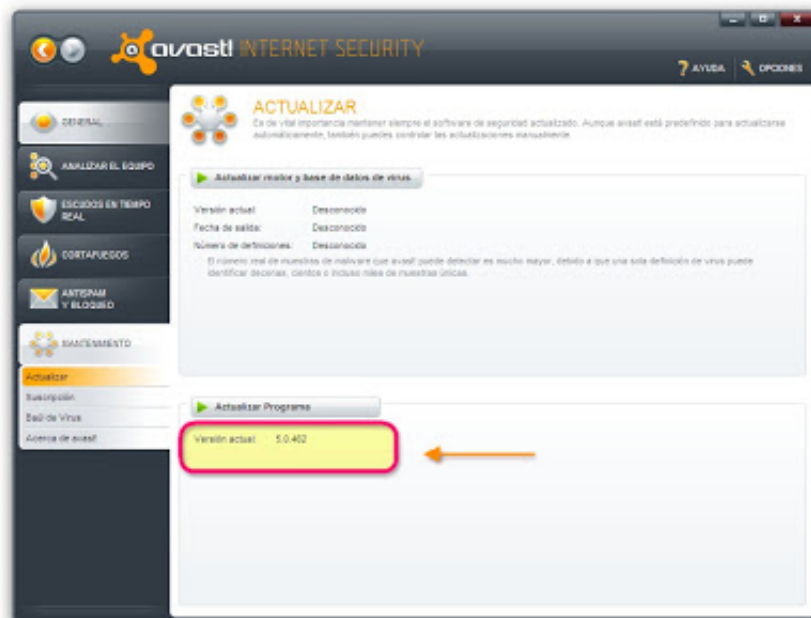 avast! INTERNET SECURITY
? AYUDA OPCIONES
GENERAL
ANALIZAR EL EQUIPO
ESCUDOS EN TIEMPO
REAL
CORTAFUEGOS
ANTISPAM
Y BLOQUEO
MANTENIMIENTO
Actualizar
Suscripción
Baúl de Virus
Acerca de avast!
ACTUALIZAR
Es de vital importancia mantener siempre el software de seguridad actualizado. Aunque avast! está predefinido para actualizarse
automáticamente, también puedes controlar las actualizaciones manualmente.
Actualizar motor y base de datos de virus
Versión actual: Desconocido
Fecha de salida: Desconocido
Número de definiciones: Desconocido
El número real de muestras de malware que avast! puede detectar es mucho mayor, debido a que una sola definición de virus puede
identificar decenas, cientos o incluso miles de muestras únicas.
Actualizar Programa
Versión actual: 5.0.462